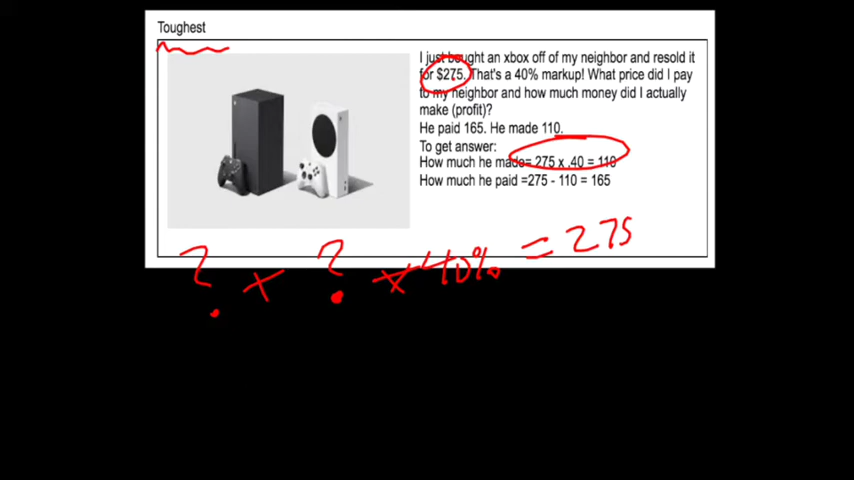 Toughest
I just bought an xbox off of my neighbor and resold it
for $275. That's a 40% markup! What price did I pay
to my neighbor and how much money did I actually
make (profit)?
He paid 165. He made 110.
To get answer:
How much he made= 275 x .40 = 110
How much he paid =275 - 110 = 165
? x ? x 40% = 275